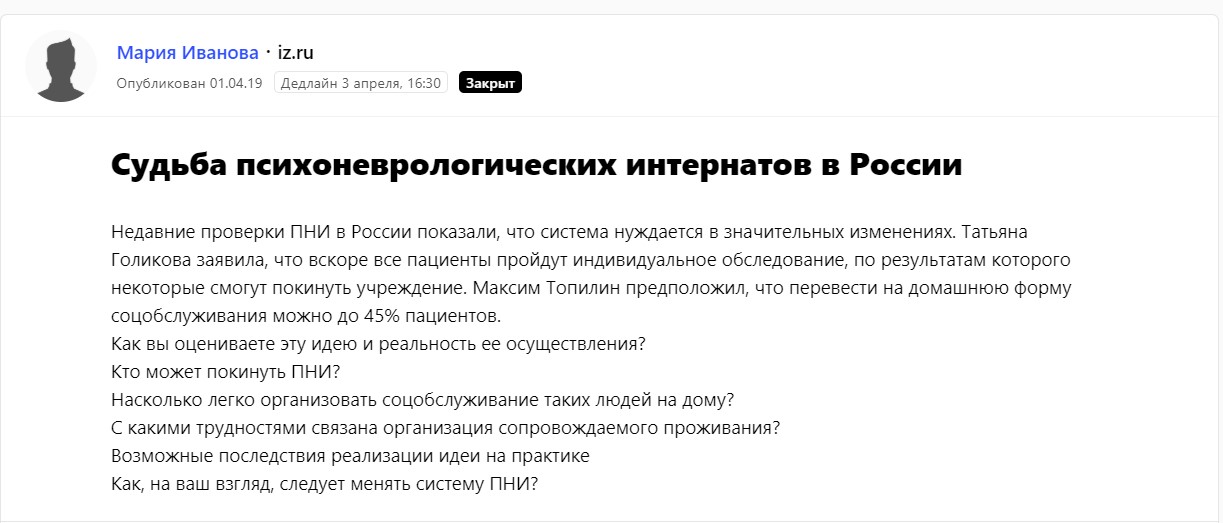 Мария Иванова · iz.ru
Опубликован 01.04.19 Дедлайн 3 апреля, 16:30 Закрыт
Судьба психоневрологических интернатов в России
Недавние проверки ПНИ в России показали, что система нуждается в значительных изменениях. Татьяна
Голикова заявила, что вскоре все пациенты пройдут индивидуальное обследование, по результатам которого
некоторые смогут покинуть учреждение. Максим Топилин предположил, что перевести на домашнюю форму
соцобслуживания можно до 45% пациентов.
Как вы оцениваете эту идею и реальность ее осуществления?
Кто может покинуть ПНИ?
Насколько легко организовать соцобслуживание таких людей на дому?
С какими трудностями связана организация сопровождаемого проживания?
Возможные последствия реализации идеи на практике
Как, на ваш взгляд, следует менять систему ПНИ?